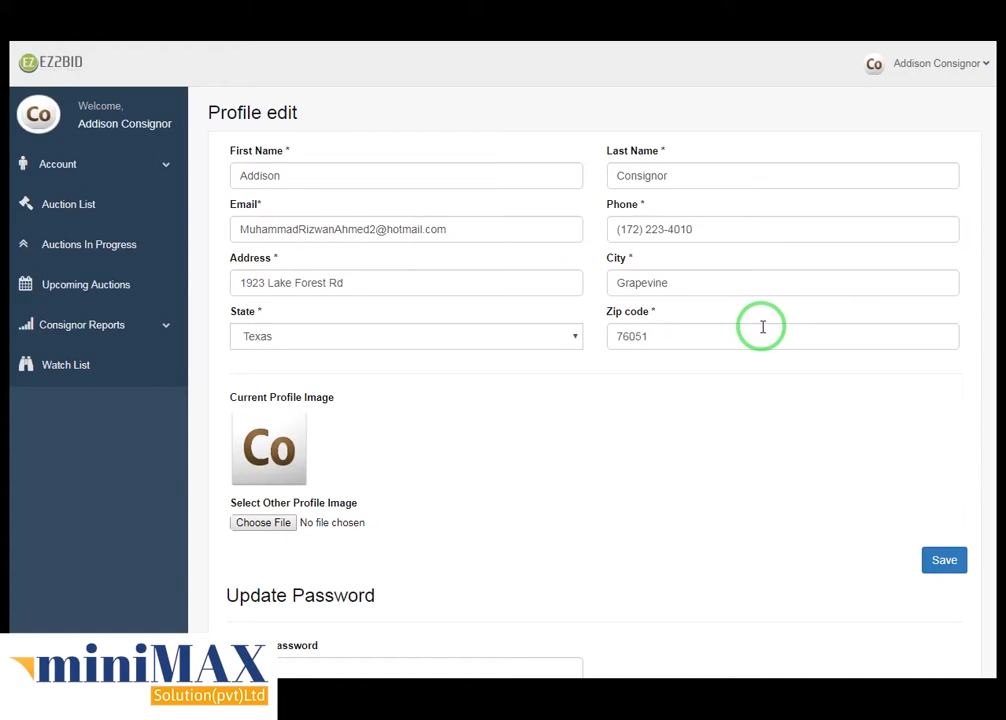 EZ EZ2BID
Co Addison Consignor
Co Welcome,
Addison Consignor
Account
Auction List
Auctions In Progress
Upcoming Auctions
Consignor Reports
Watch List
Profile edit
First Name *
Last Name *
Addison
Consignor
Email*
Phone *
MuhammadRizwanAhmed2@hotmail.com
(172) 223-4010
Address *
City *
1923 Lake Forest Rd
Grapevine
State *
Zip code *
Texas
76051
Current Profile Image
Co
Select Other Profile Image
Choose File No file chosen
Save
Update Password
assword
miniMAX
Solution(pvt)Ltd